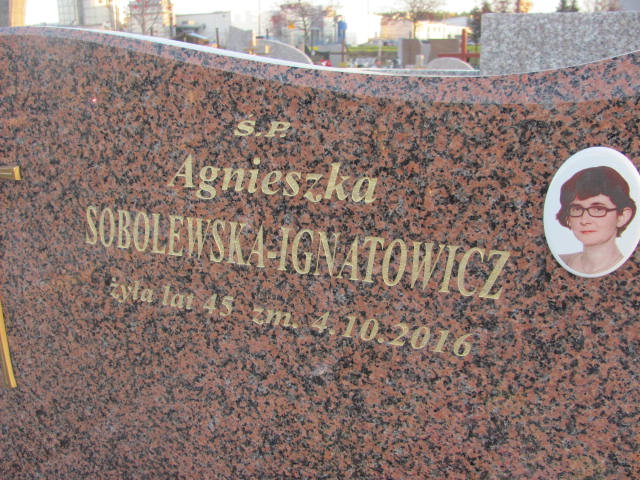 Ś.P.
Agnieszka
SOBOLEWSKA-IGNATOWICZ
żyła lat 45 zm. 4.10.2016